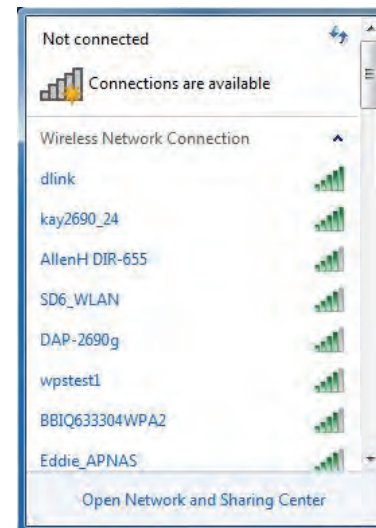 Not connected
Connections are available
Wireless Network Connection
dlink
kay2690_24
AllenH DIR-655
SD6_WLAN
DAP-2690g
wpstest1
BBIQ633304WPA2
Eddie_APNAS
Open Network and Sharing Center